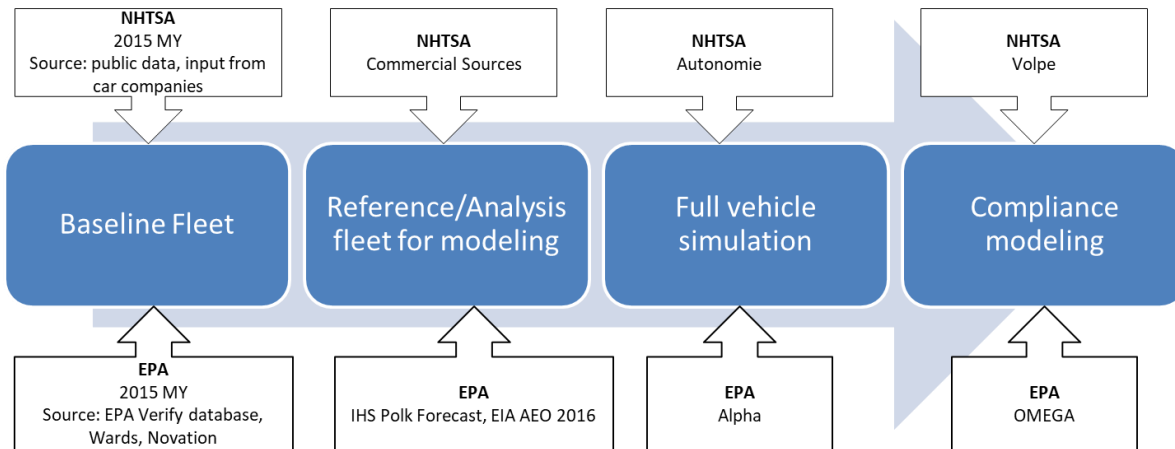 NHTSA
2015 MY
Source: public data, input from
car companies
NHTSA
Commercial Sources
NHTSA
Autonomie
NHTSA
Volpe
Baseline Fleet
Reference/Analysis
fleet for modeling
Full vehicle
simulation
Compliance
modeling
EPA
2015 MY
Source: EPA Verify database,
Wards, Novation
EPA
IHS Polk Forecast, EIA AEO 2016
EPA
Alpha
EPA
OMEGA